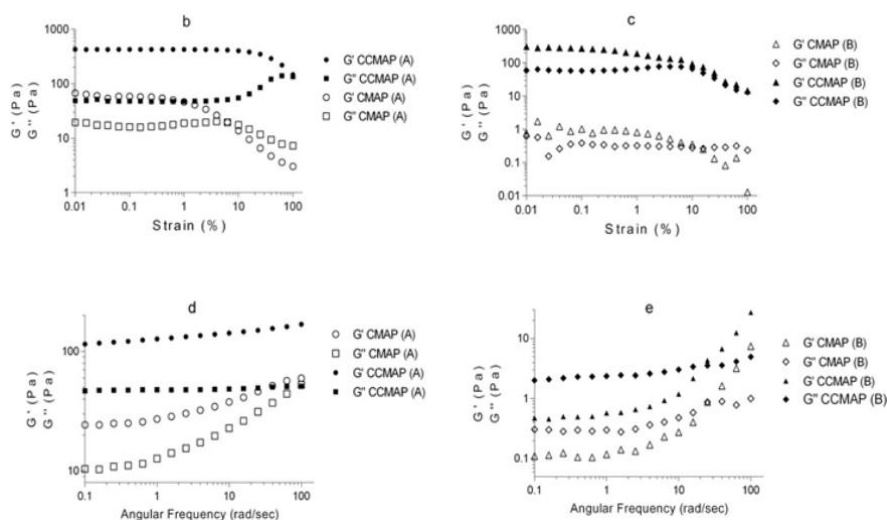 b
G' (Pa)
G" (Pa)
1000
100
10
1
0.01
0.1
1
10
100
Strain (%)
G' CCMAP (A)
G" CCMAP (A)
G' CMAP (A)
G" CMAP (A)
c
G' (Pa)
G" (Pa)
1000
100
10
1
0.1
0.01
0.01
0.1
1
10
100
Strain (%)
G' CMAP (B)
G" CMAP (B)
G' CCMAP (B)
G" CCMAP (B)
d
G' (Pa)
G" (Pa)
100
10
0.1
1
10
100
Angular Frequency (rad/sec)
G' CMAP (A)
G" CMAP (A)
G' CCMAP (A)
G" CCMAP (A)
e
G' (Pa)
G" (Pa)
10
1
0.1
0.1
1
10
100
Angular Frequency (rad/sec)
G' CMAP (B)
G" CMAP (B)
G' CCMAP (B)
G" CCMAP (B)